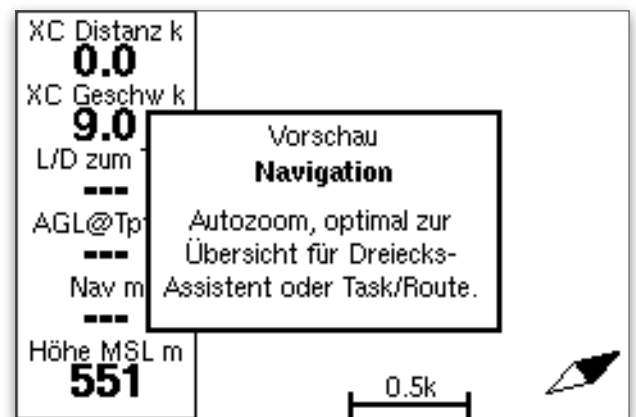 XC Distanz k
0.0
XC Geschw k
9.0
L/D zum
---
AGL@Tp
---
Nav m
---
Höhe MSL m
551
Vorschau
Navigation
Autozoom, optimal zur
Übersicht für Dreiecks-
Assistent oder Task/Route.
0.5k